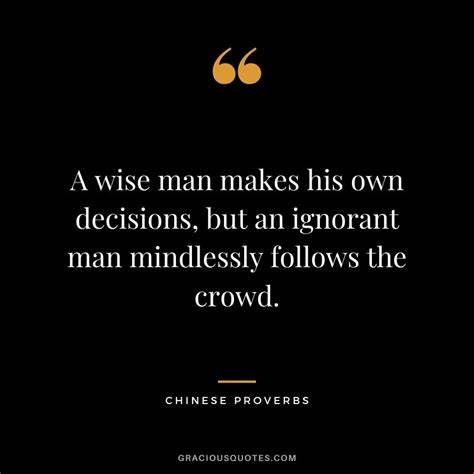 “
A wise man makes his own
decisions, but an ignorant
man mindlessly follows the
crowd.
CHINESE PROVERBS
GRACIOUSQUOTES.COM